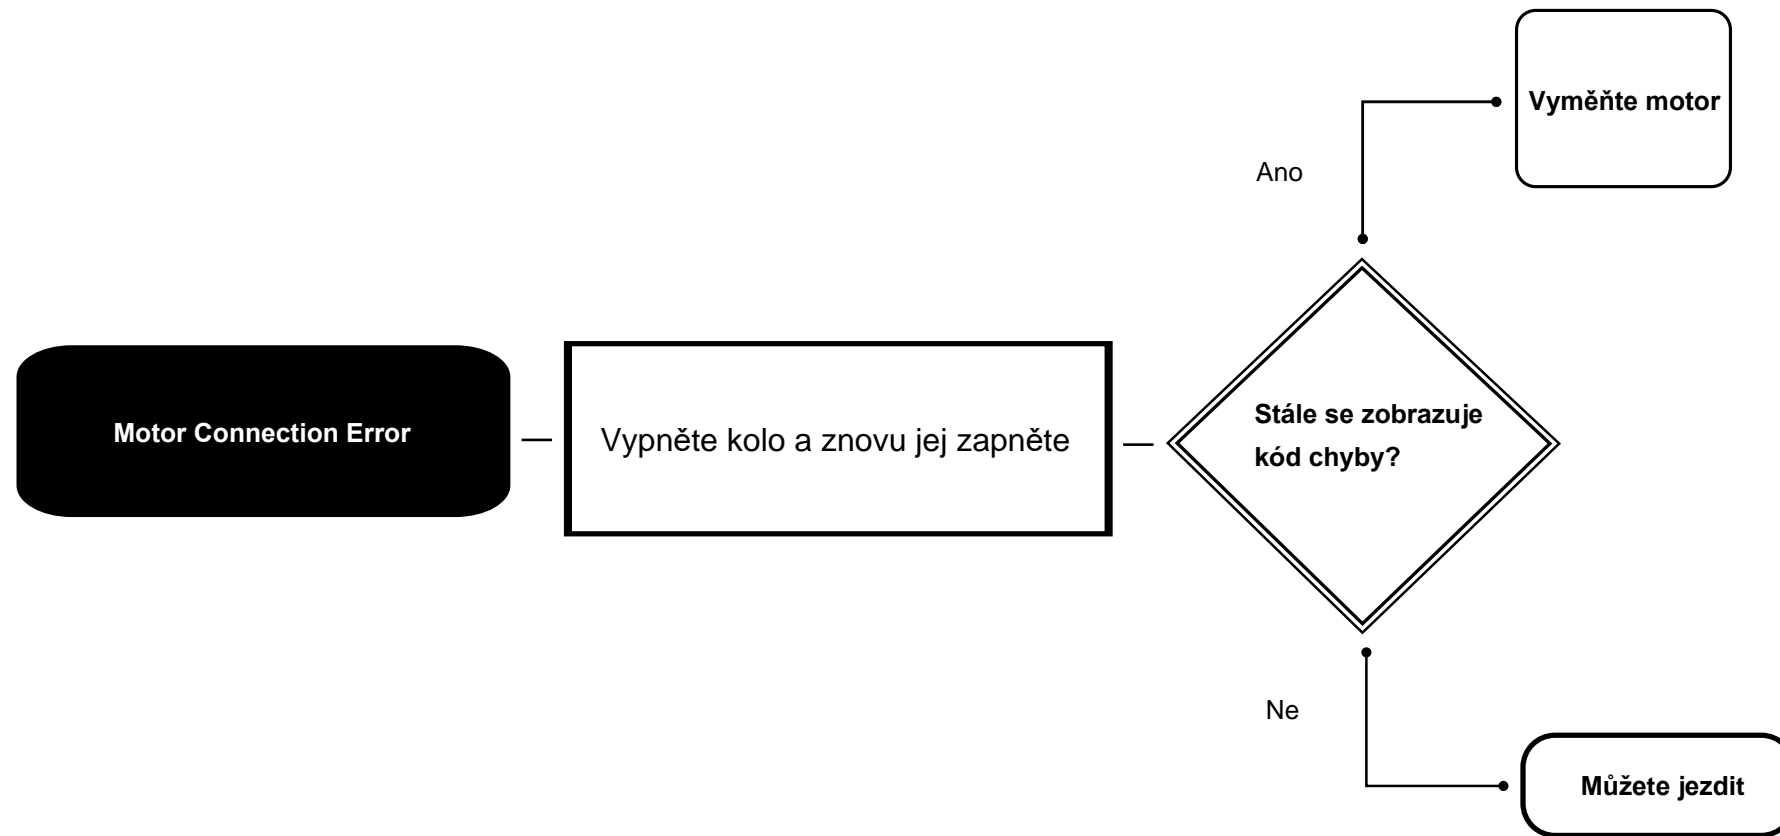 Vyměňte motor
Ano
Motor Connection Error
Vypněte kolo a znovu jej zapněte
Stále se zobrazuje
kód chyby?
Ne
Můžete jezdit